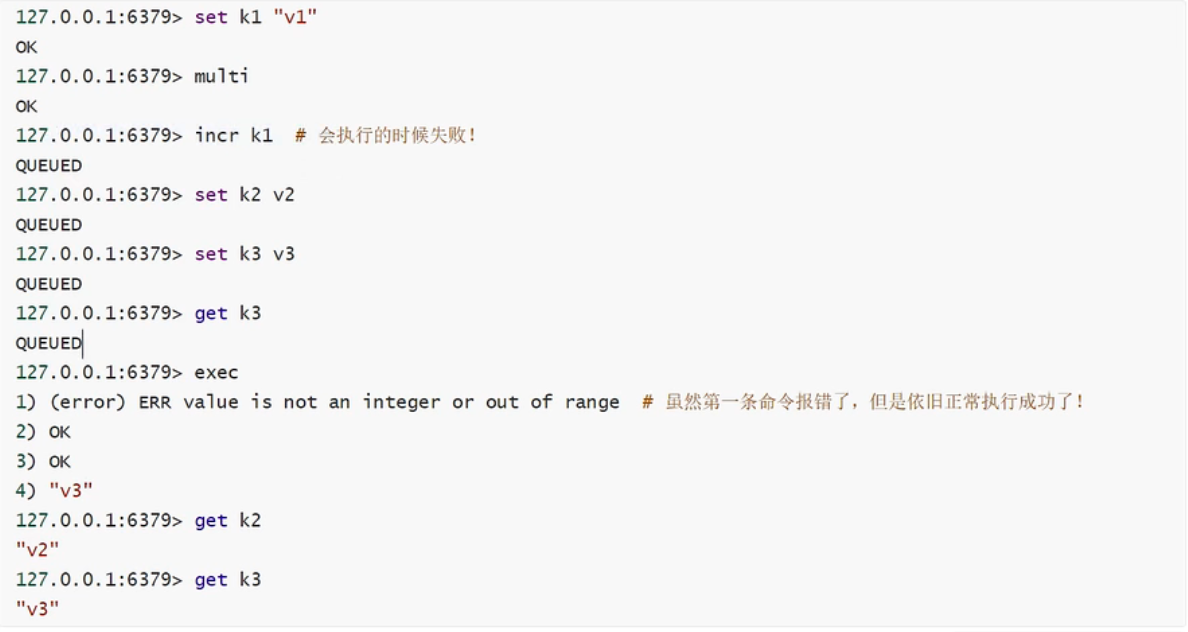 127.0.0.1:6379> set k1 "v1"
OK
127.0.0.1:6379> multi
OK
127.0.0.1:6379> incr k1  # 会执行的时候失败！
QUEUED
127.0.0.1:6379> set k2 v2
QUEUED
127.0.0.1:6379> set k3 v3
QUEUED
127.0.0.1:6379> get k3
QUEUED
127.0.0.1:6379> exec
1) (error) ERR value is not an integer or out of range  # 虽然第一条命令报错了，但是依旧正常执行成功了！
2) OK
3) OK
4) "v3"
127.0.0.1:6379> get k2
"v2"
127.0.0.1:6379> get k3
"v3"